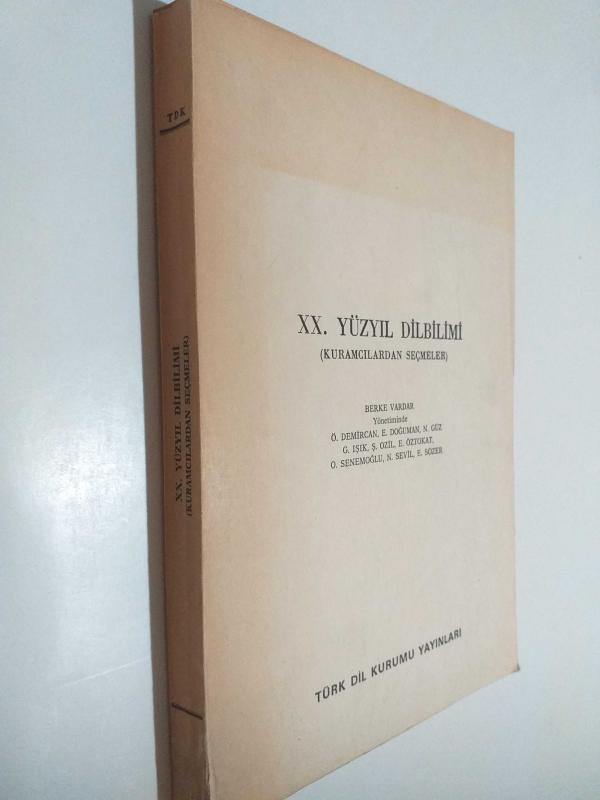 TDK
XX. YÜZYIL DİLBİLİMİ
(KURAMCILARDAN SEÇMELER)
XX. YÜZYIL DİLBİLİMİ
(KURAMCILARDAN SEÇMELER)
BERKE VARDAR
Yönetiminde
Ö. DEMİRCAN, E. DOĞUMAN, N. GÜZ
G. IŞIK, Ş. OZİL, E. ÖZTOKAT,
O. SENEMOĞLU, N. SEVİL, E. SÖZER
TÜRK DİL KURUMU YAYINLARI